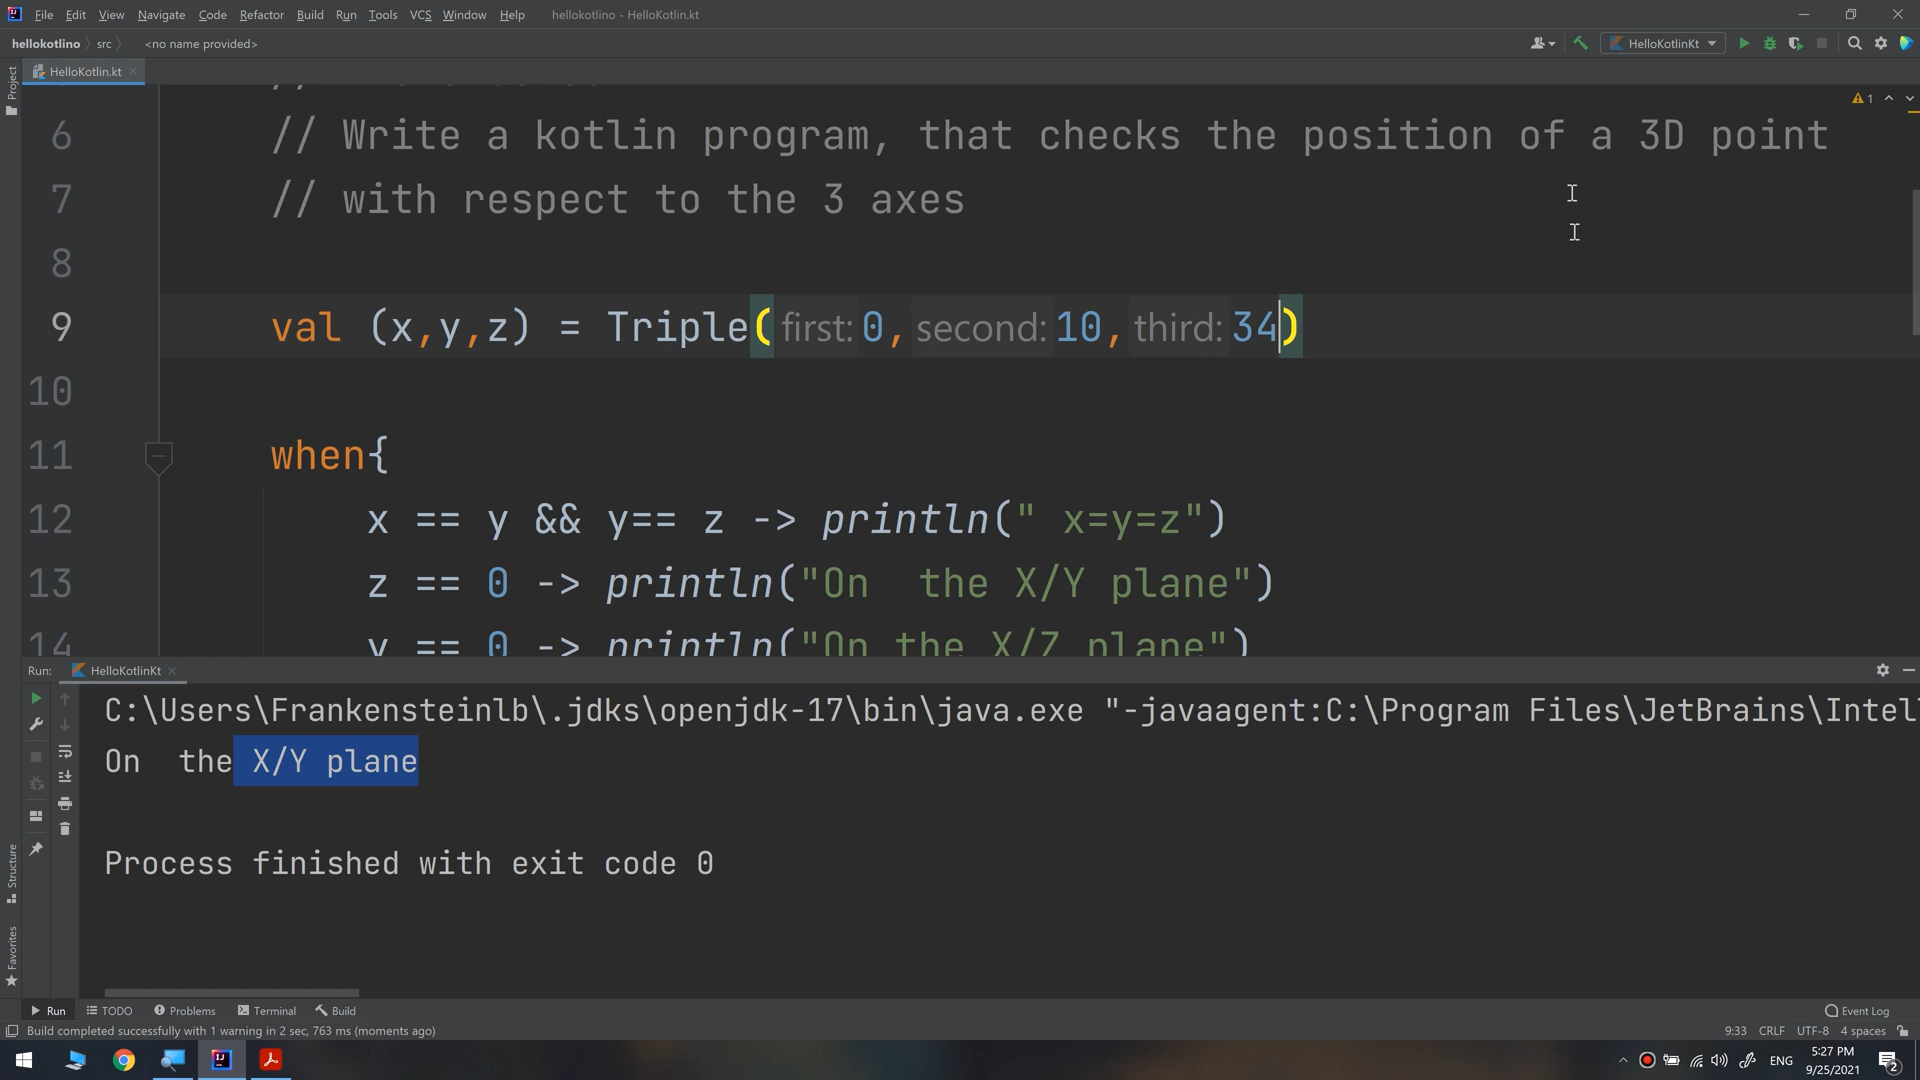 File Edit View Navigate Code Refactor Build Run Tools VCS Window Help hellokotlino - HelloKotlin.kt
hellokotlino src <no name provided>
HelloKotlinKt
HelloKotlin.kt
Project
1
6 // Write a kotlin program, that checks the position of a 3D point
7 // with respect to the 3 axes
8
9 val (x,y,z) = Triple( first: 0, second: 10, third: 34)
10
11 when{
12 x == y && y== z -> println(" x=y=z")
13 z == 0 -> println("On  the X/Y plane")
14 y == 0 -> println("On the X/Z plane")
Run: HelloKotlinKt
C:\Users\Frankensteinlb\.jdks\openjdk-17\bin\java.exe "-javaagent:C:\Program Files\JetBrains\Intel
On  the X/Y plane
Process finished with exit code 0
Structure
Favorites
Run TODO Problems Terminal Build Event Log
Build completed successfully with 1 warning in 2 sec, 763 ms (moments ago) 9:33 CRLF UTF-8 4 spaces
ENG 5:27 PM
9/25/2021
2